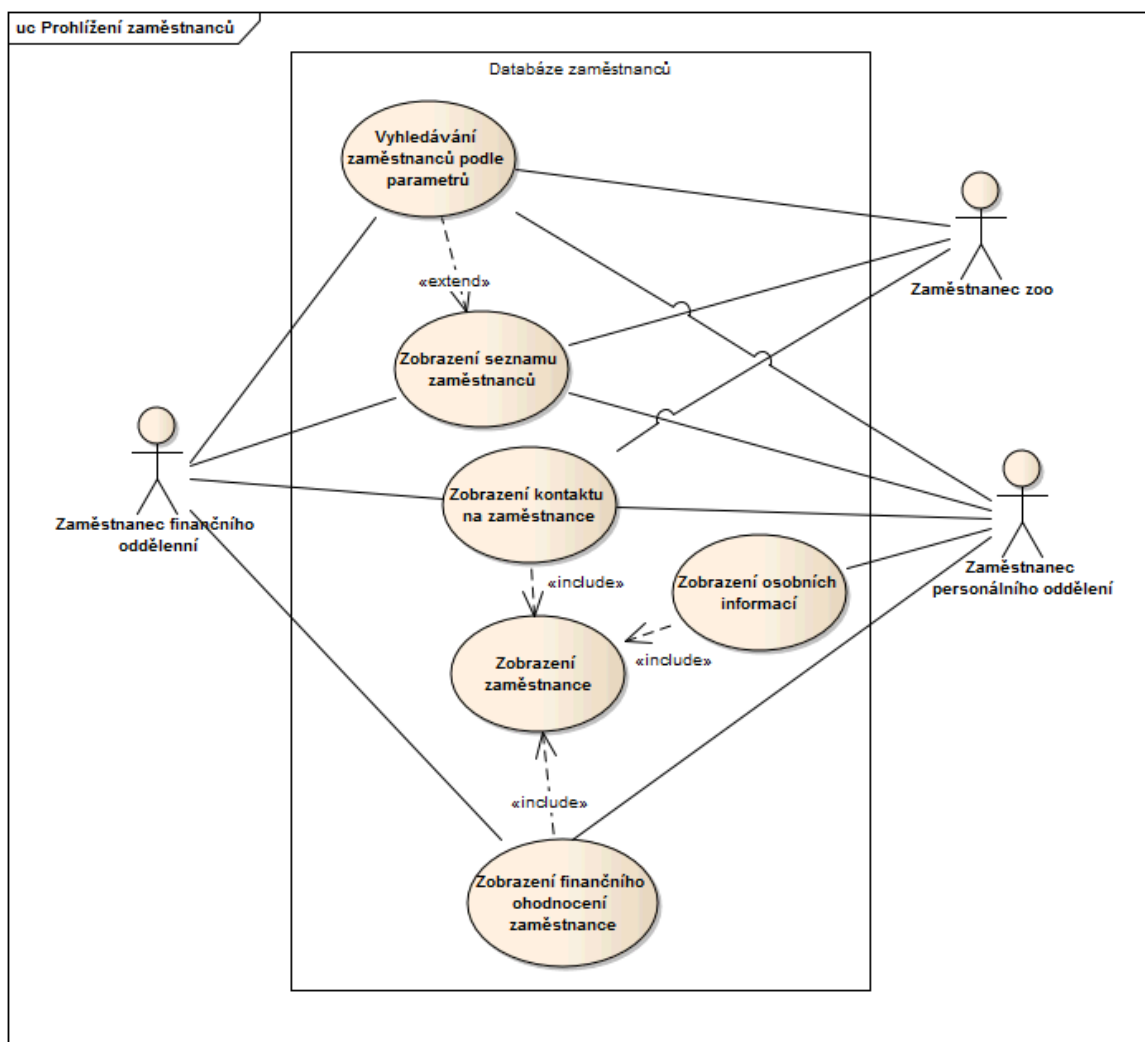 uc Prohlížení zaměstnanců
Databáze zaměstnanců
Vyhledávání
zaměstnanců podle
parametrů
«extend»
Zaměstnanec zoo
Zobrazení seznamu
zaměstnanců
Zaměstnanec finančního
oddělenní
Zobrazení kontaktu
na zaměstnance
Zaměstnanec
personálního oddělení
«include»
Zobrazení osobních
informací
Zobrazení
zaměstnance
«include»
«include»
Zobrazení finančního
ohodnocení
zaměstnance